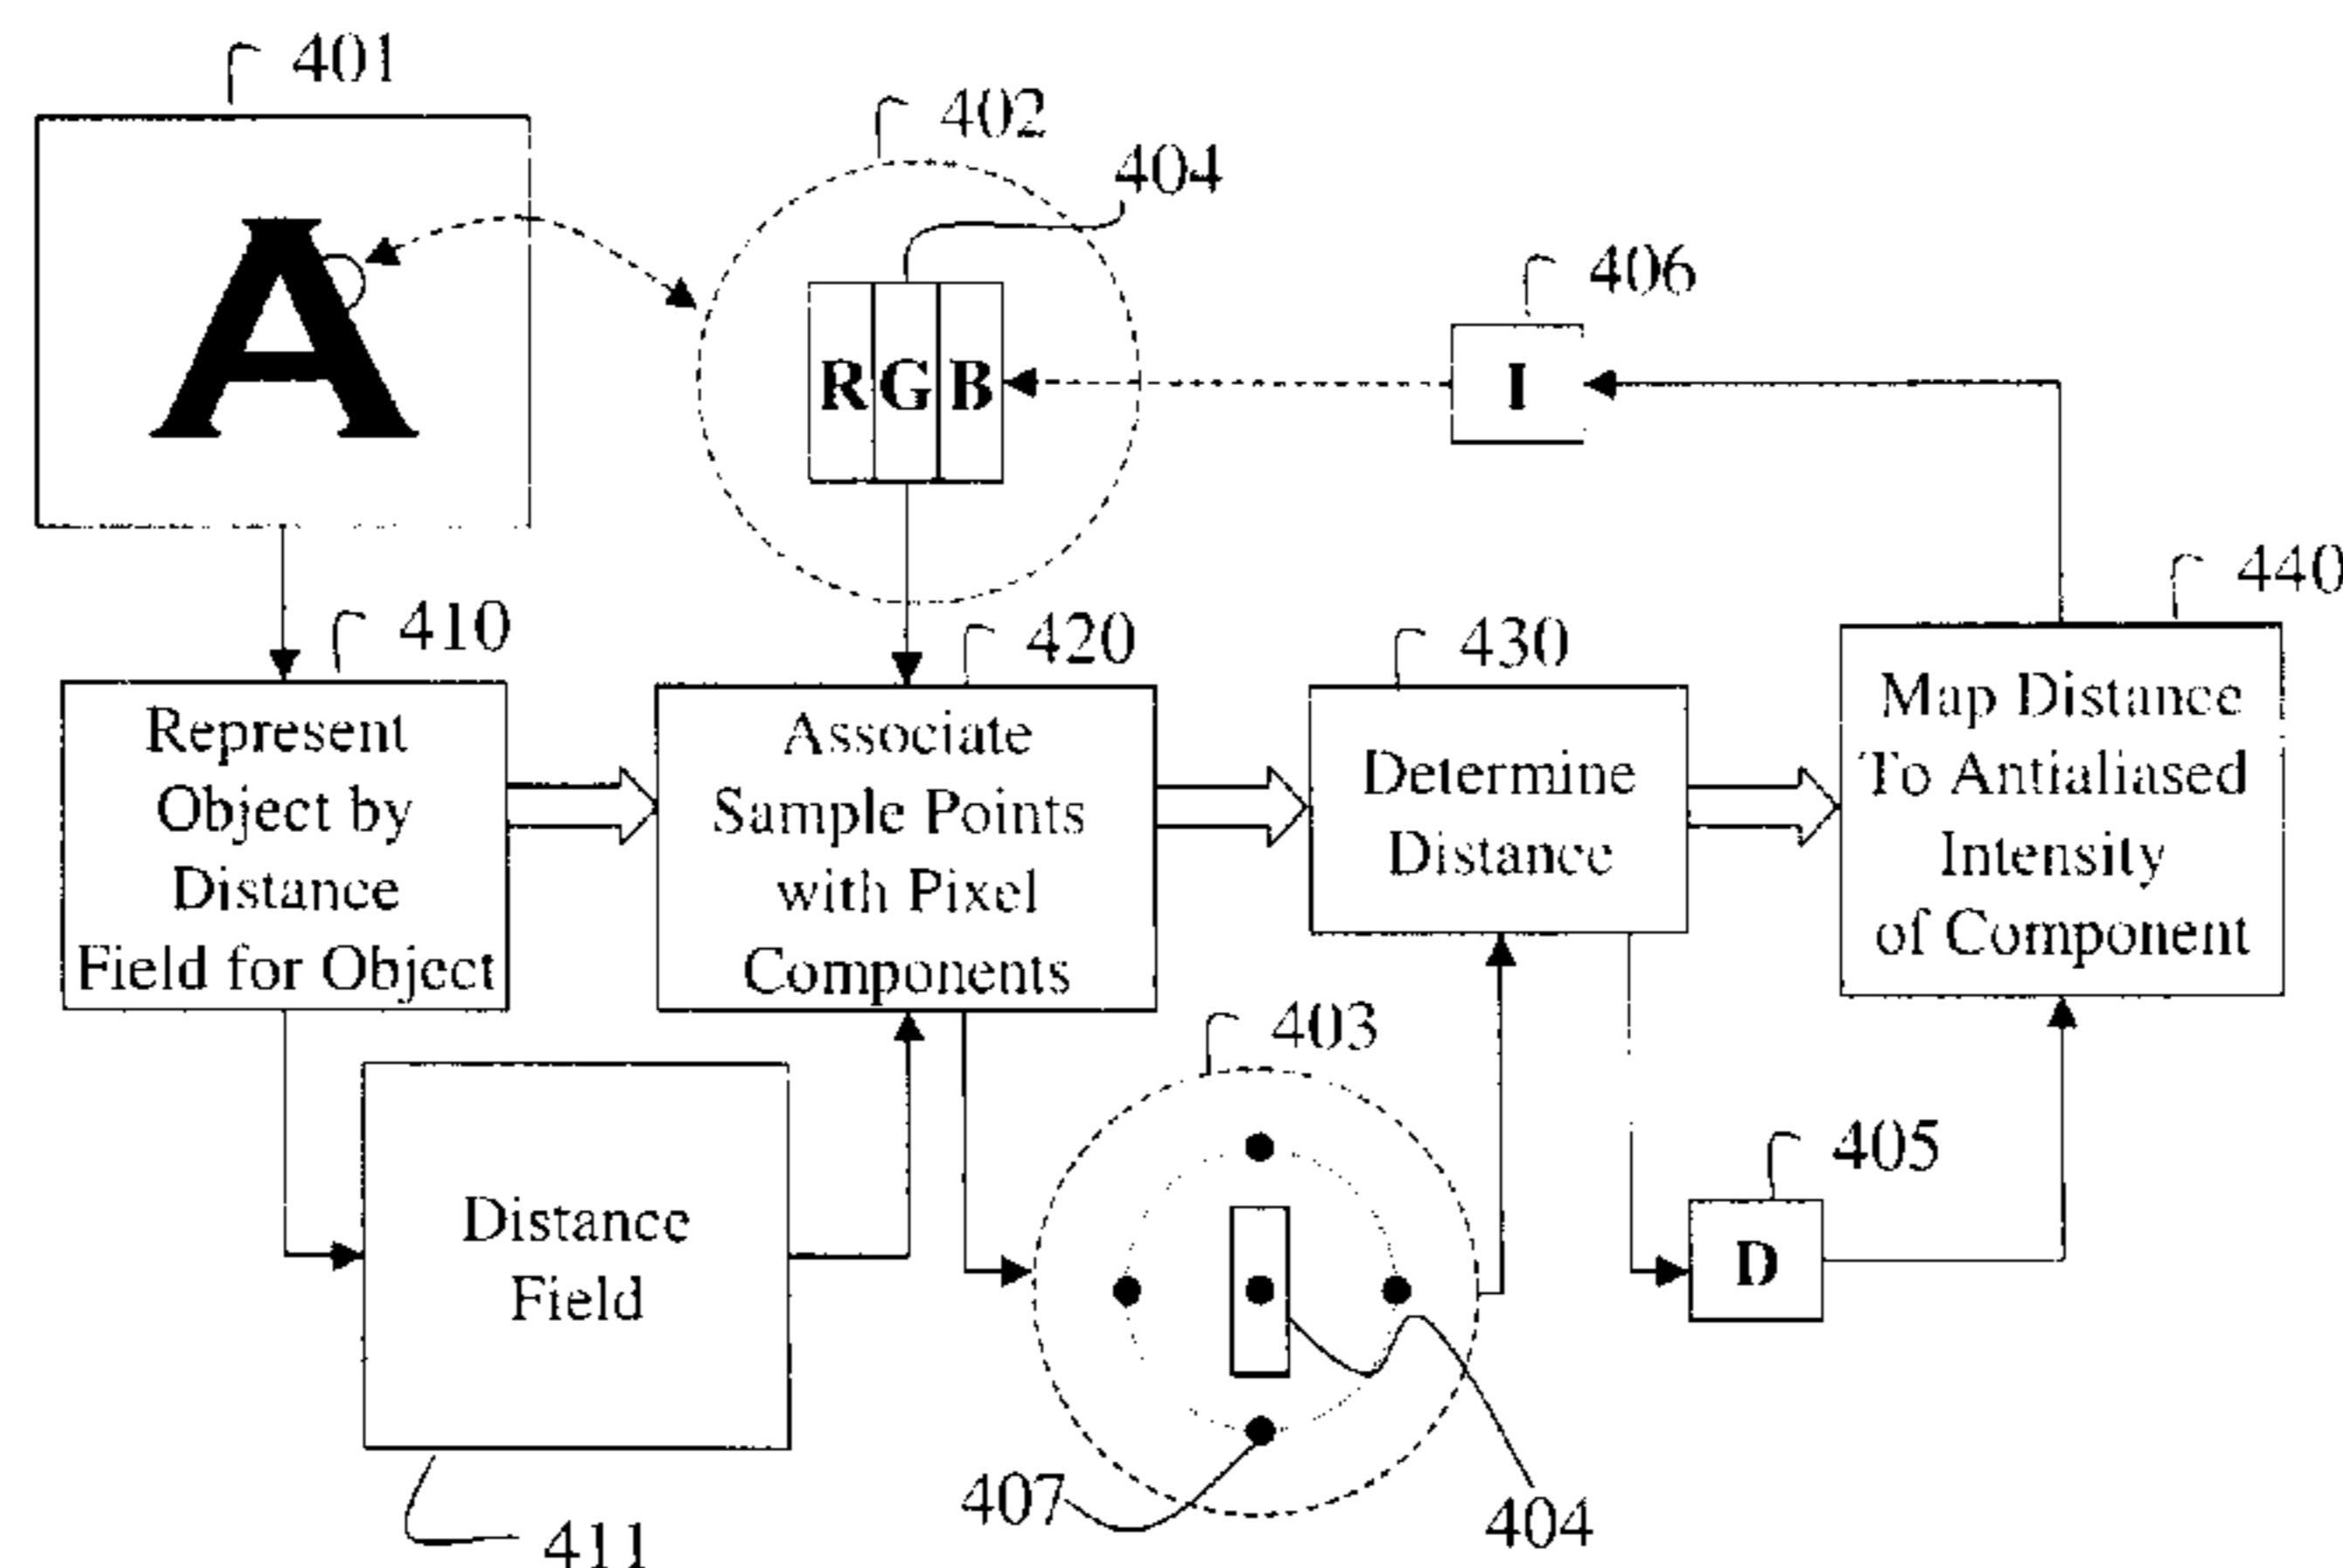 401
402
404
406
A
R G B
I
410
420
430
440
Represent
Object by
Distance
Field for Object
Associate
Sample Points
with Pixel
Components
Determine
Distance
Map Distance
To Antialiased
Intensity
of Component
403
405
Distance
Field
D
407
404
411